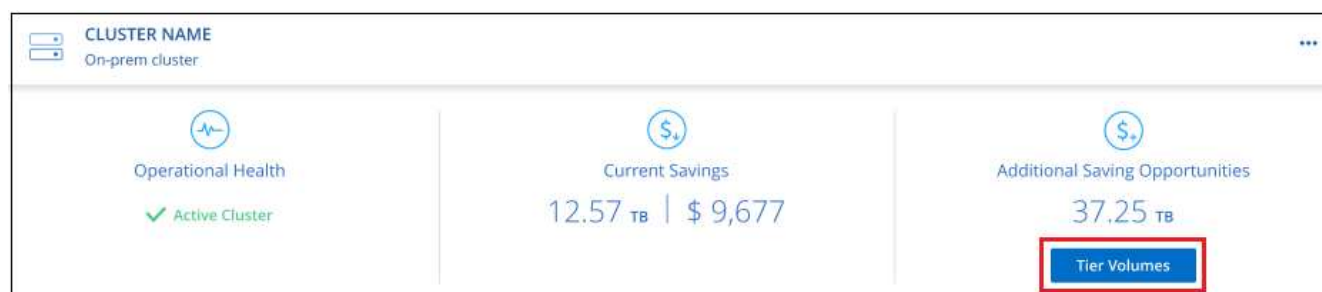 CLUSTER NAME
On-prem cluster
Operational Health
Active Cluster
Current Savings
12.57 TB | $ 9,677
Additional Saving Opportunities
37.25 TB
Tier Volumes